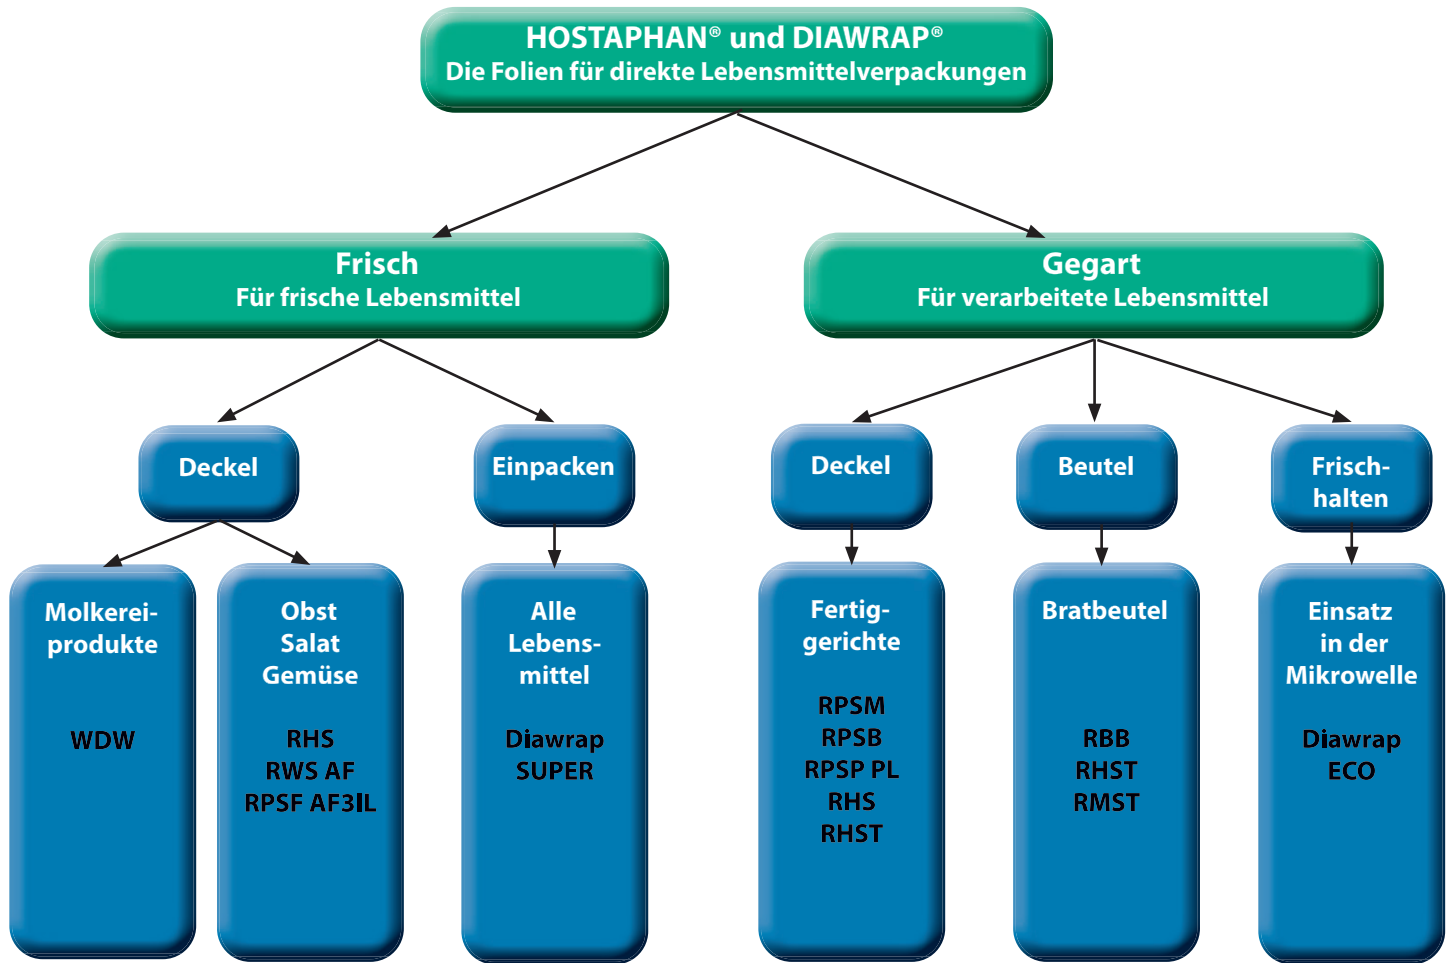 HOSTAPHAN® und DIAWRAP®
Die Folien für direkte Lebensmittelverpackungen
Frisch
Für frische Lebensmittel
Gegart
Für verarbeitete Lebensmittel
Deckel
Einpacken
Deckel
Beutel
Frisch-
halten
Molkerei-
produkte
WDW
Obst
Salat
Gemüse
RHS
RWS AF
RPSF AF3IL
Alle
Lebens-
mittel
Diawrap
SUPER
Fertig-
gerichte
RPSM
RPSB
RPSP PL
RHS
RHST
Bratbeutel
RBB
RHST
RMST
Einsatz
in der
Mikrowelle
Diawrap
ECO